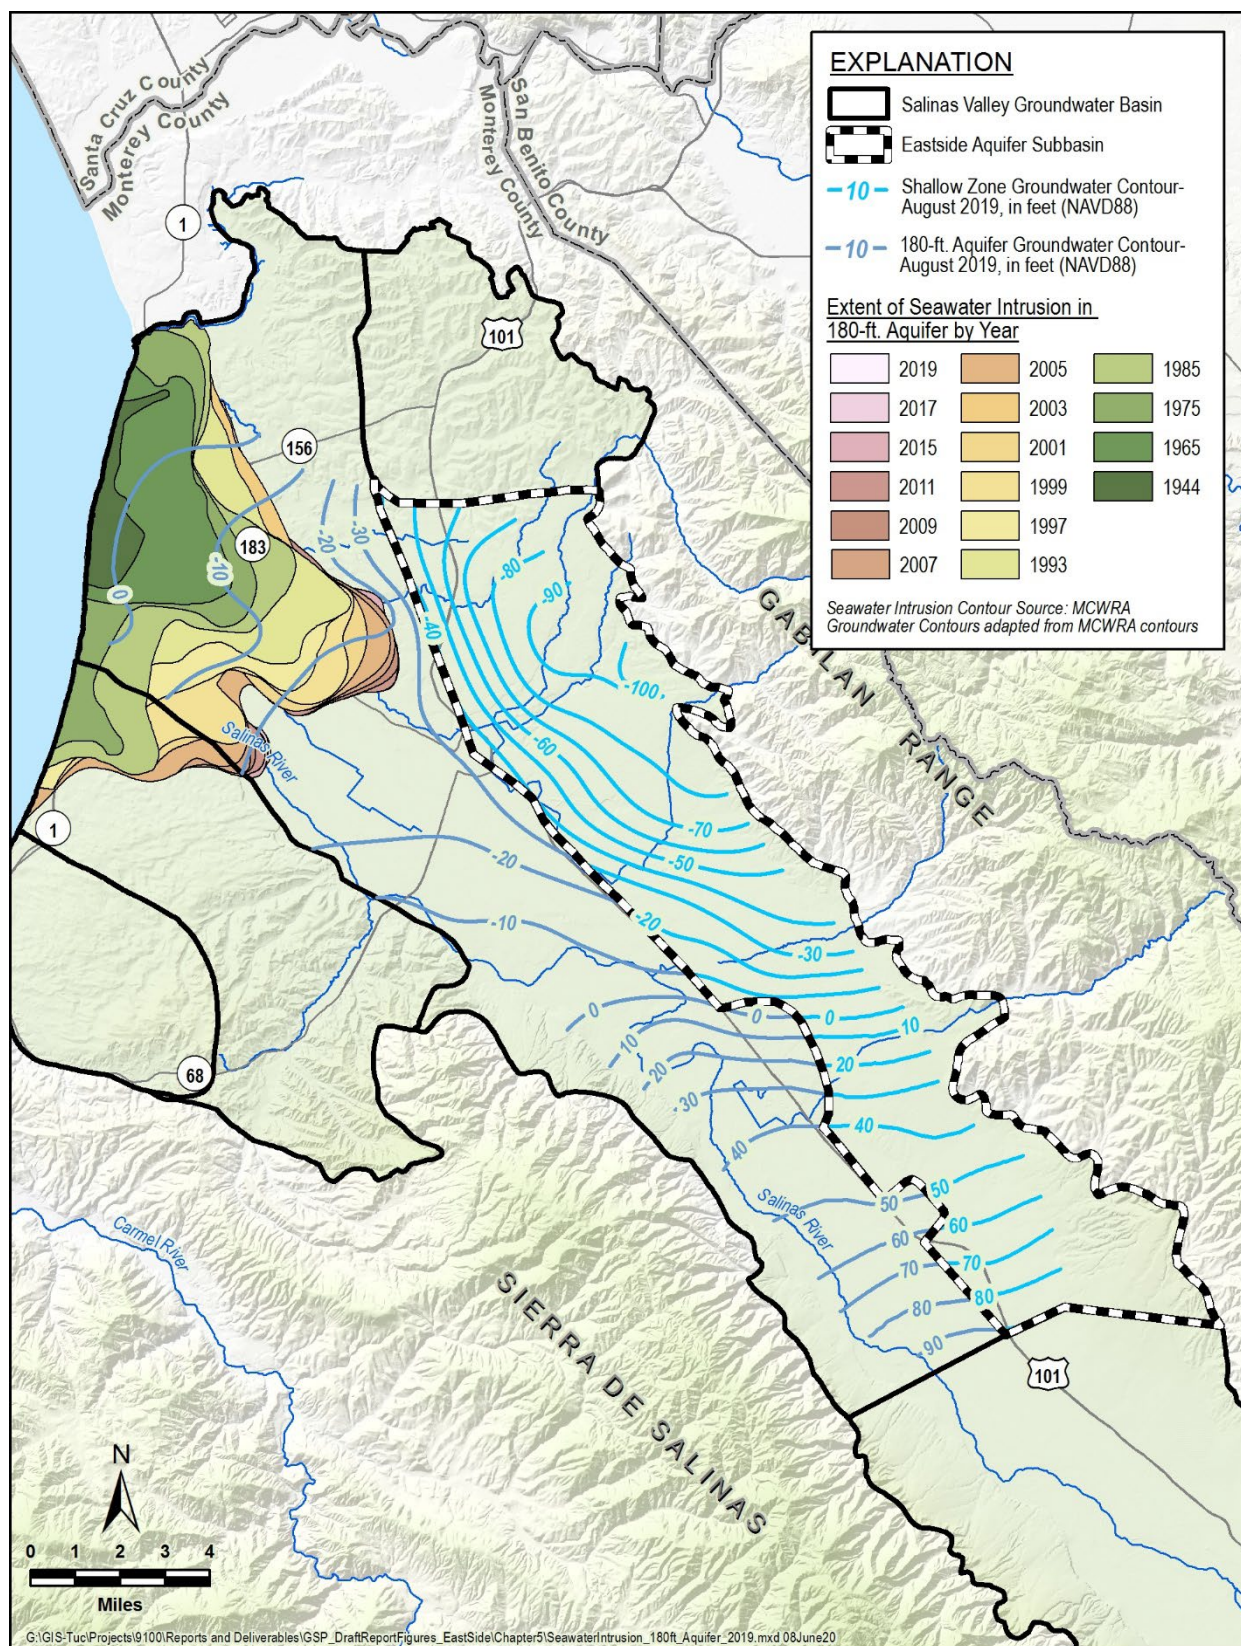 Santa Cruz County
Monterey County
San Benito County
Monterey County
EXPLANATION
Salinas Valley Groundwater Basin
Eastside Aquifer Subbasin
10
Shallow Zone Groundwater Contour-
August 2019, in feet (NAVD88)
10
180-ft. Aquifer Groundwater Contour-
August 2019, in feet (NAVD88)
Extent of Seawater Intrusion in
180-ft. Aquifer by Year
2019
2017
2015
2011
2009
2007
2005
2003
2001
1999
1997
1993
1985
1975
1965
1944
Seawater Intrusion Contour Source: MCWRA
Groundwater Contours adapted from MCWRA contours
1
101
156
183
0
-10
-20
-30
-40
-80
-90
-100
-60
-70
-50
-20
-30
-20
-10
0
0
0
10
10
20
20
30
40
40
50
50
60
60
70
70
80
80
90
GABILAN RANGE
Salinas River
1
68
Salinas River
Carmel River
SIERRA DE SALINAS
101
N
0 1 2 3 4
Miles
G:\GIS-Tuc\Projects\9100\Reports and Deliverables\GSP_DraftReportFigures_EastSide\Chapter5\SeawaterIntrusion_180ft_Aquifer_2019.mxd 08June20